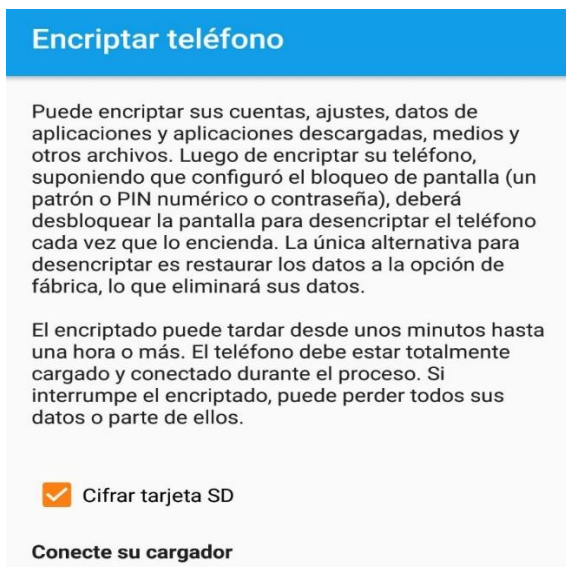 Encriptar teléfono
Puede encriptar sus cuentas, ajustes, datos de
aplicaciones y aplicaciones descargadas, medios y
otros archivos. Luego de encriptar su teléfono,
suponiendo que configuró el bloqueo de pantalla (un
patrón o PIN numérico o contraseña), deberá
desbloquear la pantalla para desencriptar el teléfono
cada vez que lo encienda. La única alternativa para
desencriptar es restaurar los datos a la opción de
fábrica, lo que eliminará sus datos.
El encriptado puede tardar desde unos minutos hasta
una hora o más. El teléfono debe estar totalmente
cargado y conectado durante el proceso. Si
interrumpe el encriptado, puede perder todos sus
datos o parte de ellos.
Cifrar tarjeta SD
Conecte su cargador